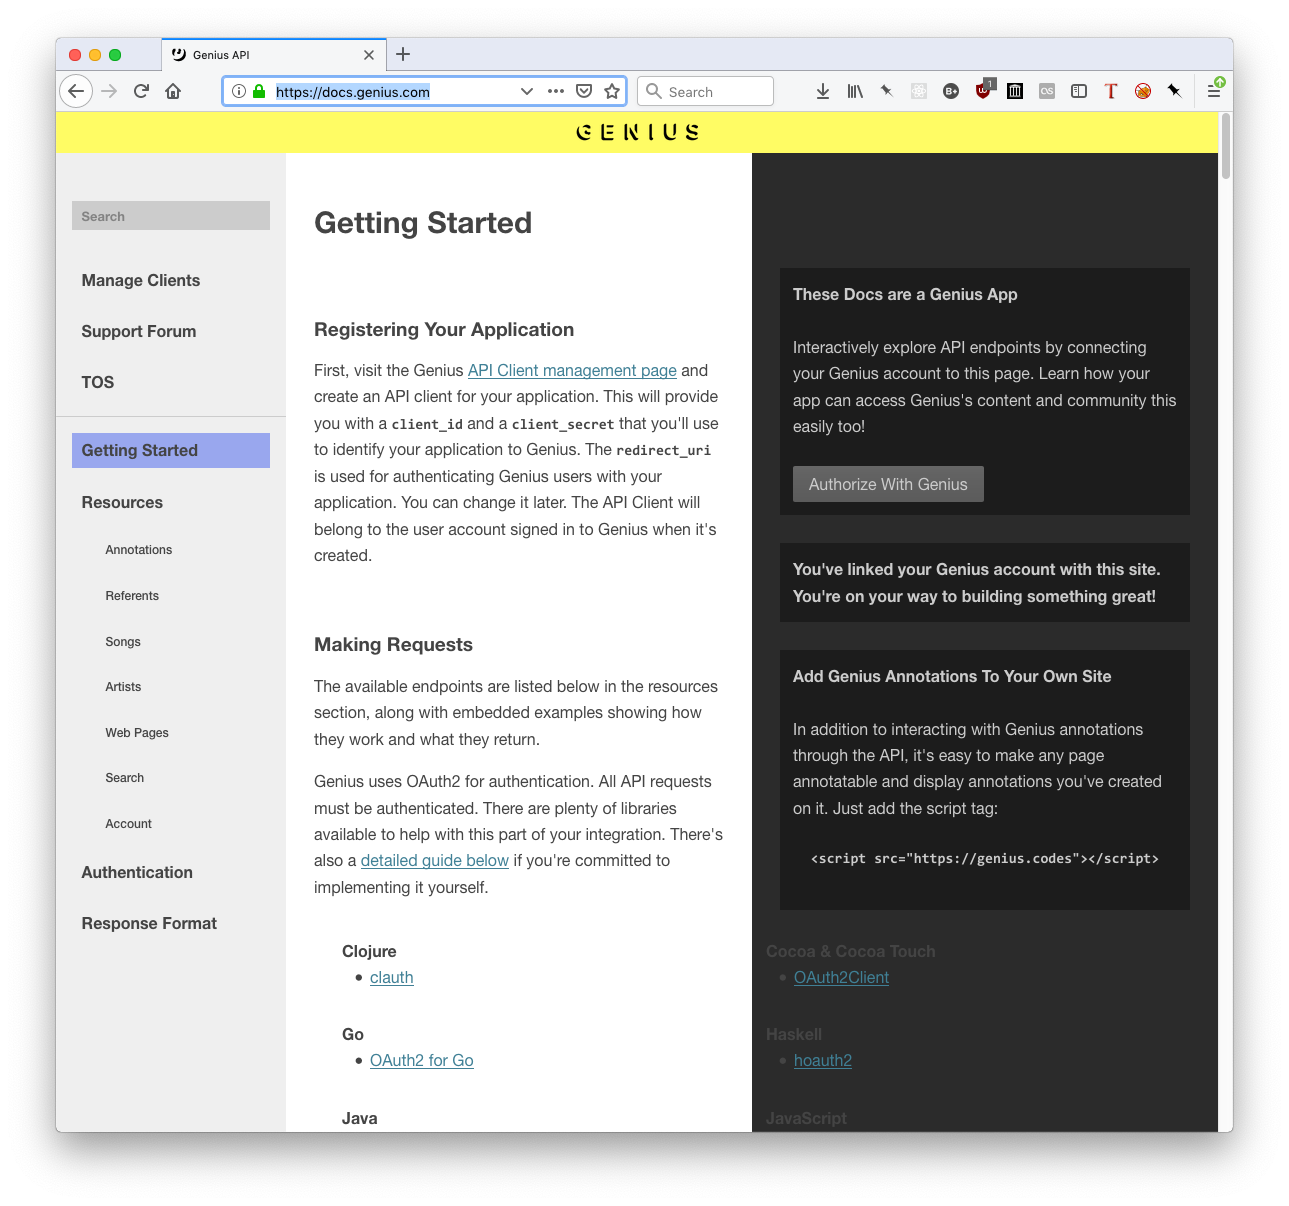 Genius API
https://docs.genius.com
Search
1
GENIUS
Search
Manage Clients
Support Forum
TOS
Getting Started
Resources
Annotations
Referents
Songs
Artists
Web Pages
Search
Account
Authentication
Response Format
Getting Started
Registering Your Application
First, visit the Genius API Client management page and
create an API client for your application. This will provide
you with a client_id and a client_secret that you'll use
to identify your application to Genius. The redirect_uri
is used for authenticating Genius users with your
application. You can change it later. The API Client will
belong to the user account signed in to Genius when it's
created.
Making Requests
The available endpoints are listed below in the resources
section, along with embedded examples showing how
they work and what they return.
Genius uses OAuth2 for authentication. All API requests
must be authenticated. There are plenty of libraries
available to help with this part of your integration. There's
also a detailed guide below if you're committed to
implementing it yourself.
Clojure
• clauth
Go
• OAuth2 for Go
Java
These Docs are a Genius App
Interactively explore API endpoints by connecting
your Genius account to this page. Learn how your
app can access Genius's content and community this
easily too!
Authorize With Genius
You've linked your Genius account with this site.
You're on your way to building something great!
Add Genius Annotations To Your Own Site
In addition to interacting with Genius annotations
through the API, it's easy to make any page
annotatable and display annotations you've created
on it. Just add the script tag:
<script src="https://genius.codes"></script>
Cocoa & Cocoa Touch
• OAuth2Client
Haskell
• hoauth2
JavaScript